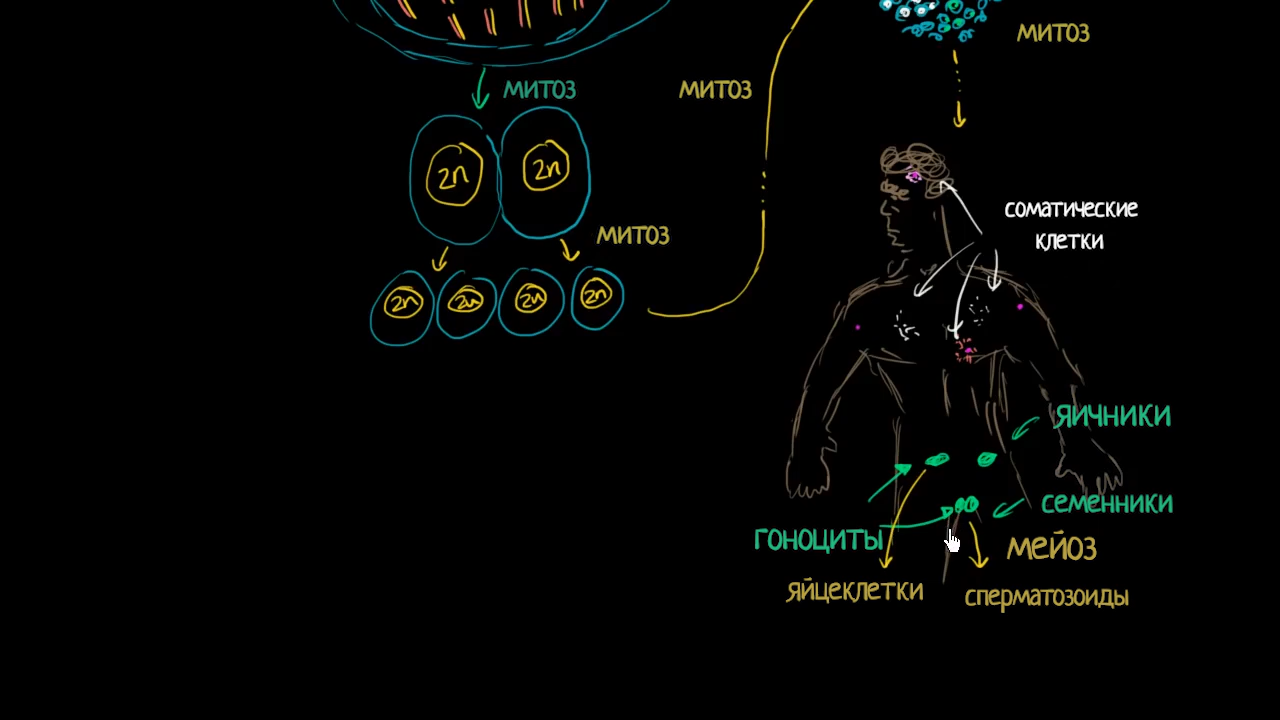 митоз
митоз
митоз
2n
2n
митоз
2n
2n
2n
2n
соматические
клетки
яичники
семенники
гоноциты
мейоз
яйцеклетки
сперматозоиды